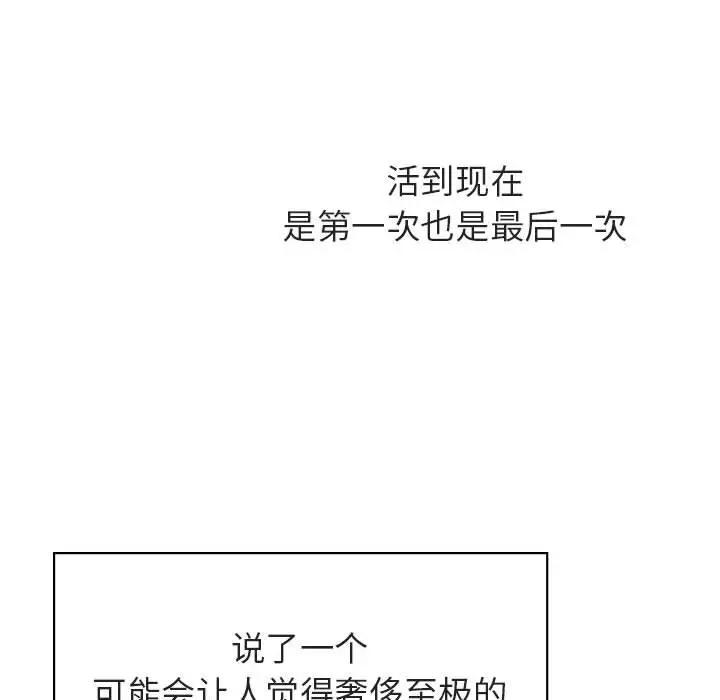 活到现在
是第一次也是最后一次
说了一个
可能会让人觉得奢侈至极的